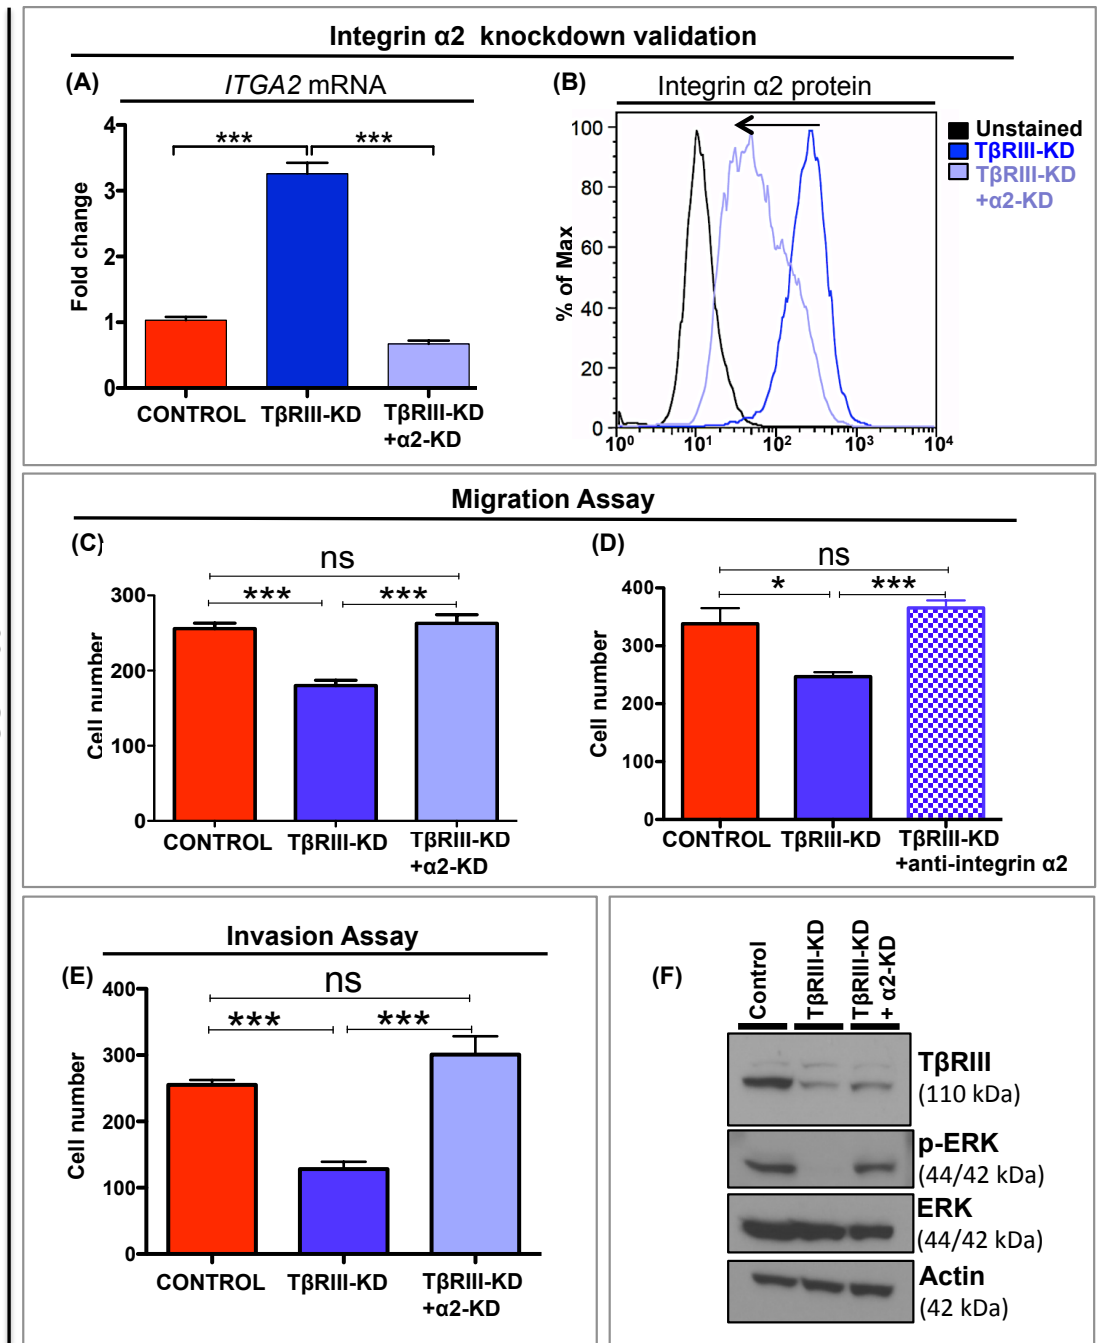 Integrin α2 knockdown validation
(A)
ITGA2 mRNA
Fold change
4
3
2
1
0
***
***
CONTROL
TβRIII-KD
TβRIII-KD
+α2-KD
(B)
Integrin α2 protein
% of Max
100
80
60
40
20
0
10⁰
10¹
10²
10³
10⁴
Unstained
TβRIII-KD
TβRIII-KD
+α2-KD
Migration Assay
(C)
ns
***
***
Cell number
300
200
100
0
CONTROL
TβRIII-KD
TβRIII-KD
+α2-KD
(D)
ns
*
***
Cell number
400
300
200
100
0
CONTROL
TβRIII-KD
TβRIII-KD
+anti-integrin α2
Invasion Assay
(E)
ns
***
***
Cell number
400
300
200
100
0
CONTROL
TβRIII-KD
TβRIII-KD
+α2-KD
(F)
Control
TβRIII-KD
TβRIII-KD
+ α2-KD
TβRIII
(110 kDa)
p-ERK
(44/42 kDa)
ERK
(44/42 kDa)
Actin
(42 kDa)